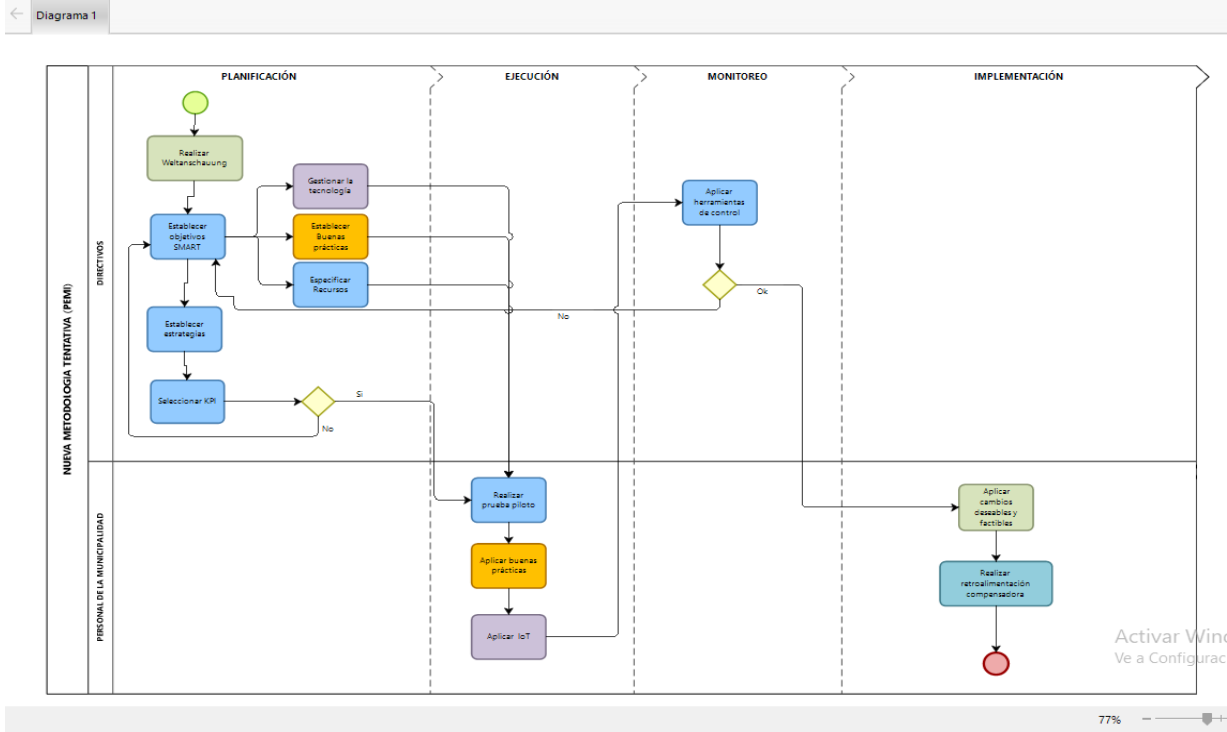 Diagrama 1
PLANIFICACIÓN
EJECUCIÓN
MONITOREO
IMPLEMENTACIÓN
NUEVA METODOLOGIA TENTATIVA (PEMI)
DIRECTIVOS
Realizar
Weltanschauung
Gestionar la
tecnología
Aplicar
herramientas
de control
Establecer
objetivos
SMART
Establecer
Buenas
prácticas
Especificar
Recursos
Ok
No
Establecer
estrategias
Seleccionar KPI
Si
No
PERSONAL DE LA MUNICIPALIDAD
Realizar
prueba piloto
Aplicar
cambios
deseables y
factibles
Aplicar buenas
prácticas
Realizar
retroalimentación
compensadora
Aplicar IoT
Activar Wind
Ve a Configurac
77%